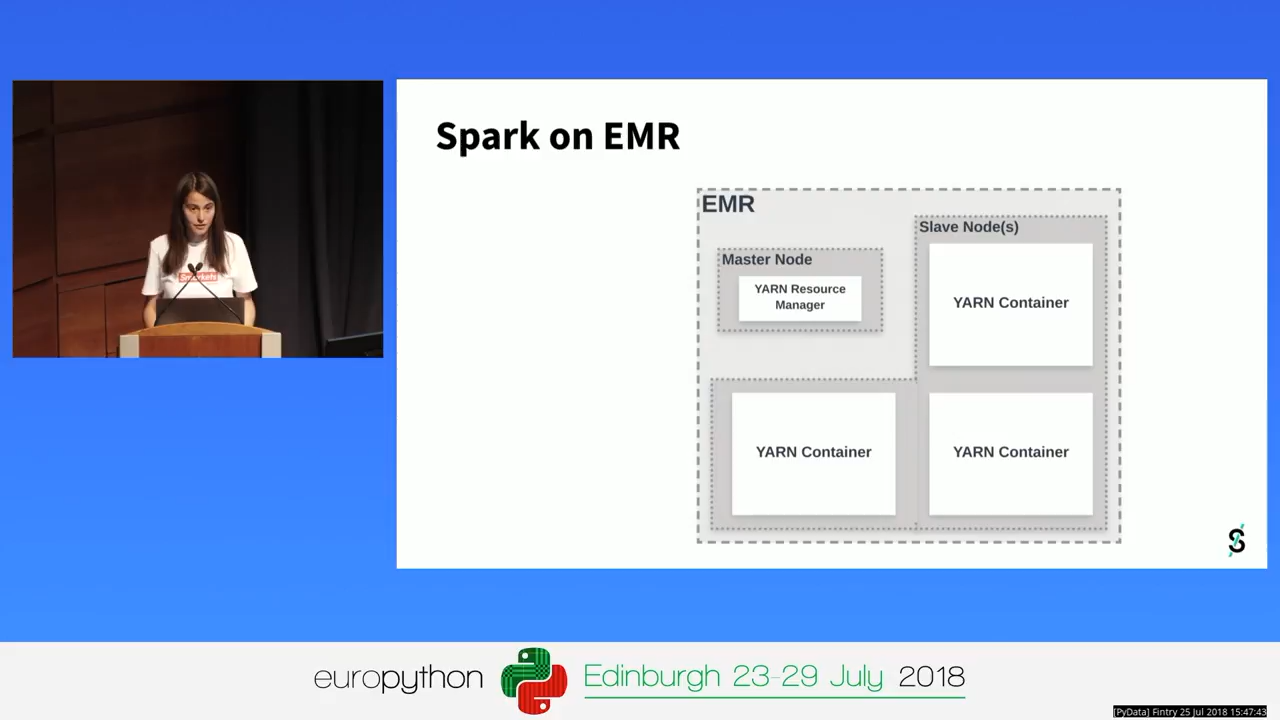 Spark on EMR
EMR
Slave Node(s)
Master Node
YARN Resource
Manager
YARN Container
YARN Container
YARN Container
Smarkets
S
europython
Edinburgh 23-29 July 2018
[PyData] Fintry 25 Jul 2018 15:47:43